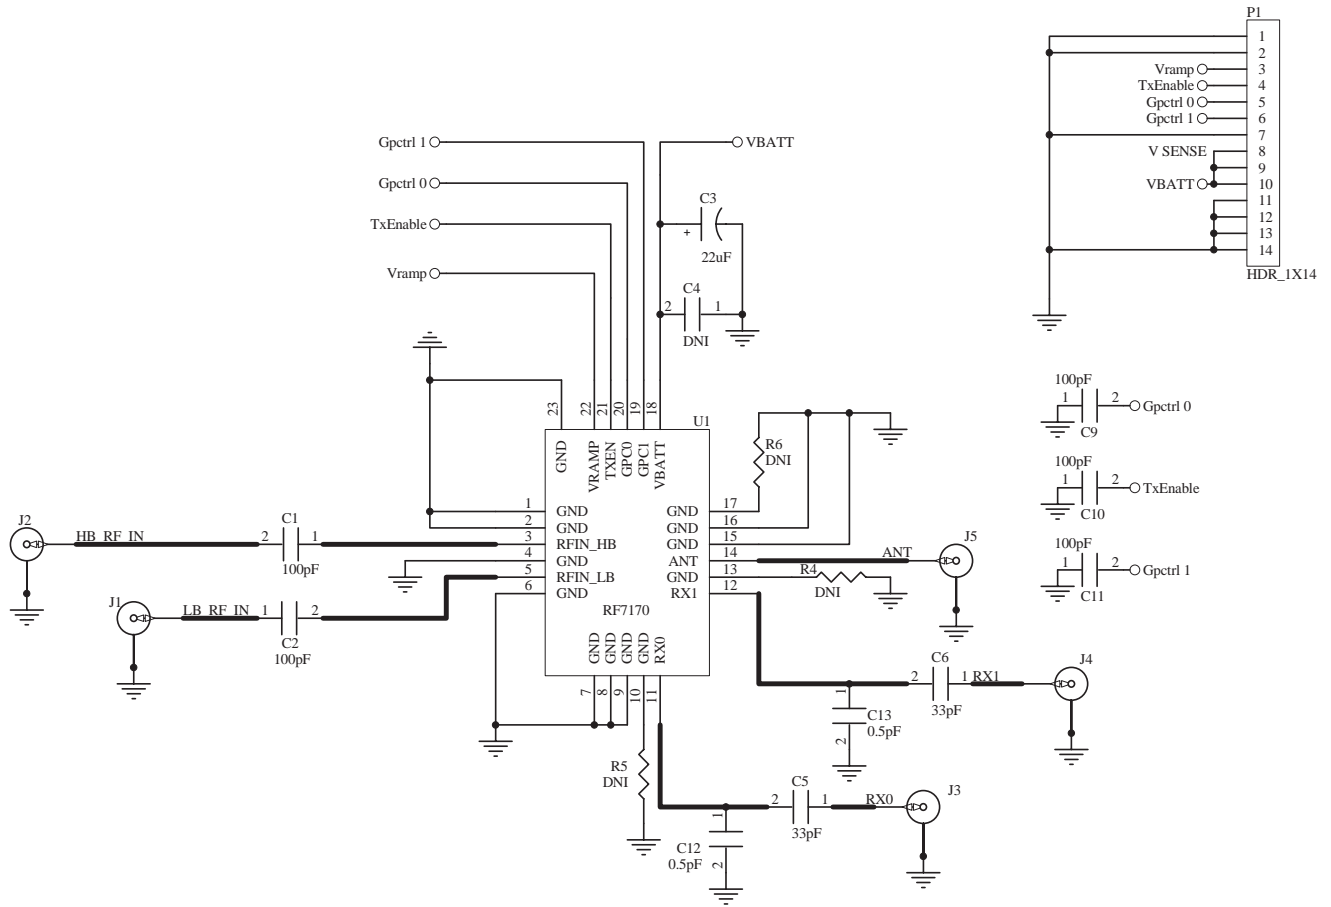 P1
1
2
Vramp 3
TxEnable 4
Gpctrl 0 5
Gpctrl 1 6
7
V SENSE 8
9
VBATT 10
11
12
13
14
HDR_1X14
Gpctrl 1
VBATT
Gpctrl 0
TxEnable
Vramp
C3
+
22uF
C4
2 1
DNI
23 22 21 20 19 18
U1
GND VRAMP TXEN GPC0 GPC1 VBATT
R6
DNI
1 GND
2 GND
3 RFIN_HB
4 GND
5 RFIN_LB
6 GND
GND 17
GND 16
GND 15
ANT 14
GND 13
RX1 12
RF7170
GND GND GND GND RX0
7 8 9 10 11
J2
HB_RF_IN
2 C1 1
100pF
J1
LB_RF_IN
1 2
C2
100pF
ANT
J5
R4
DNI
C6
2 1
33pF
RX1
J4
1
C13
0.5pF
2
R5
DNI
C5
2 1
33pF
RX0
J3
1
C12
0.5pF
2
100pF
1 2
Gpctrl 0
C9
100pF
1 2
TxEnable
C10
100pF
1 2
Gpctrl 1
C11